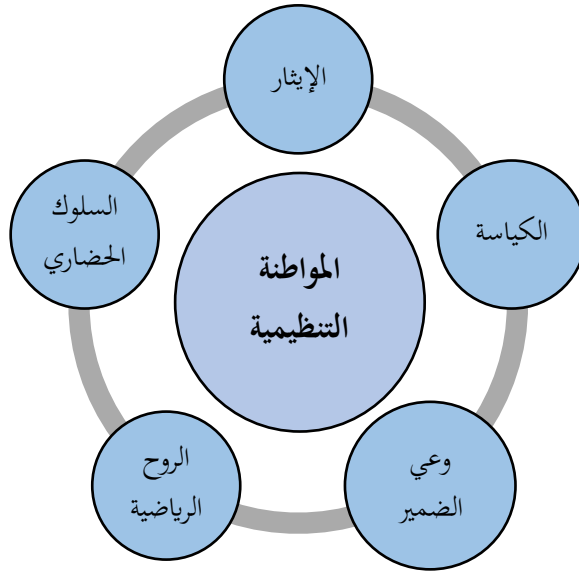 الإيثار
الكياسة
وعي
الضمير
الروح
الرياضية
السلوك
الحضاري
المواطنة
التنظيمية